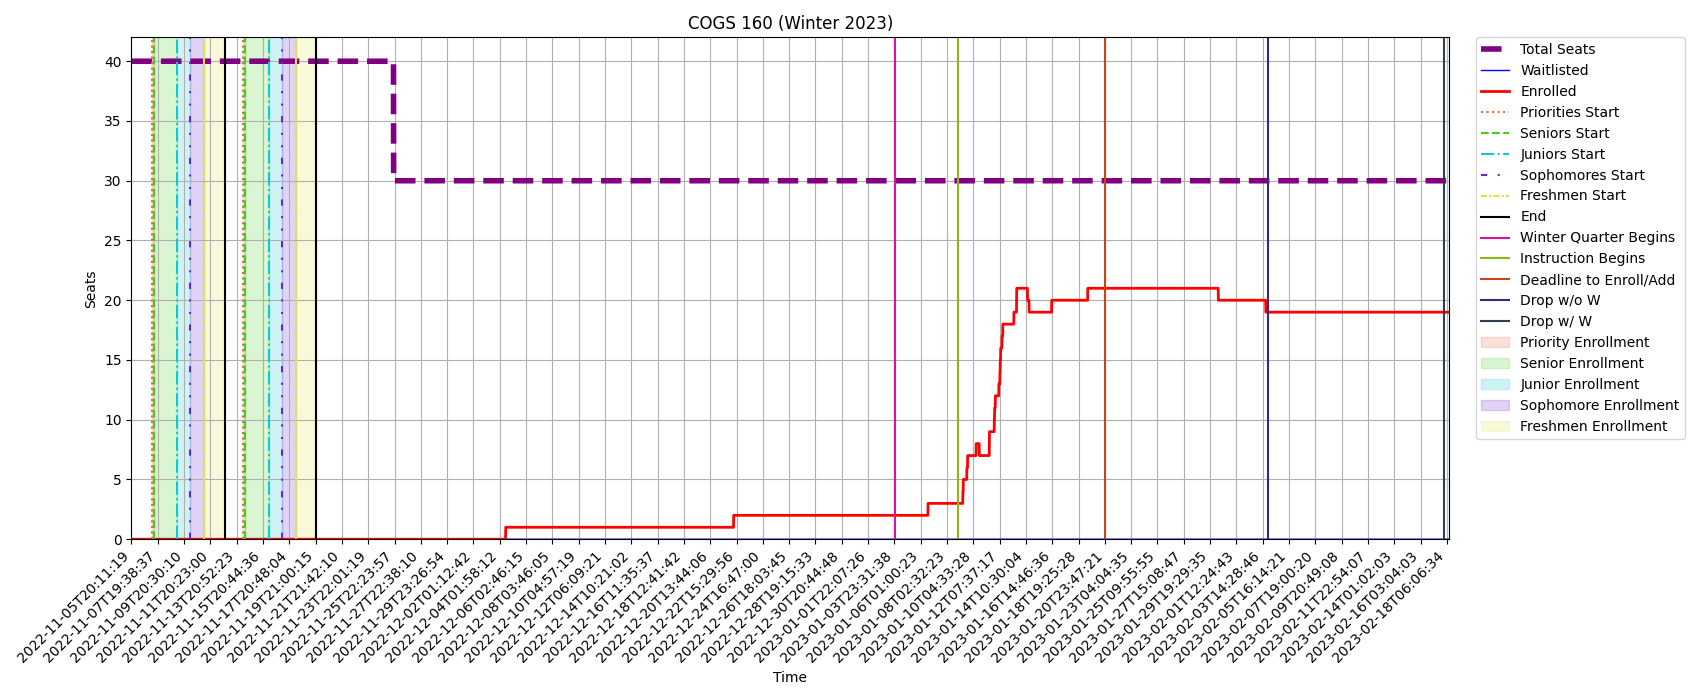 COGS 160 (Winter 2023)
Seats
40
35
30
25
20
15
10
5
0
2022-11-05T20:11:19
2022-11-07T19:38:37
2022-11-09T20:30:10
2022-11-11T20:23:00
2022-11-13T20:52:23
2022-11-15T20:44:36
2022-11-17T20:48:04
2022-11-19T21:00:15
2022-11-21T21:42:10
2022-11-23T22:01:19
2022-11-25T22:23:57
2022-11-27T22:38:10
2022-11-29T23:26:54
2022-12-02T01:12:42
2022-12-04T01:58:12
2022-12-06T02:46:15
2022-12-08T03:46:05
2022-12-10T04:57:19
2022-12-12T06:09:21
2022-12-14T10:21:02
2022-12-16T11:35:37
2022-12-18T12:41:42
2022-12-20T13:44:06
2022-12-22T15:29:56
2022-12-24T16:47:00
2022-12-26T18:03:45
2022-12-28T19:15:33
2022-12-30T20:44:48
2023-01-01T22:07:26
2023-01-03T23:31:38
2023-01-06T01:00:23
2023-01-08T02:32:23
2023-01-10T04:33:28
2023-01-12T07:37:17
2023-01-14T11:30:04
2023-01-16T14:46:36
2023-01-18T19:25:28
2023-01-20T23:47:21
2023-01-23T04:04:35
2023-01-25T09:55:55
2023-01-27T15:08:47
2023-01-29T19:29:35
2023-02-01T12:24:43
2023-02-03T14:28:46
2023-02-05T16:14:21
2023-02-07T19:00:20
2023-02-09T20:49:08
2023-02-11T22:54:07
2023-02-14T01:02:03
2023-02-16T03:04:03
2023-02-18T06:06:34
Time
Total Seats
Waitlisted
Enrolled
Priorities Start
Seniors Start
Juniors Start
Sophomores Start
Freshmen Start
End
Winter Quarter Begins
Instruction Begins
Deadline to Enroll/Add
Drop w/o W
Drop w/ W
Priority Enrollment
Senior Enrollment
Junior Enrollment
Sophomore Enrollment
Freshmen Enrollment